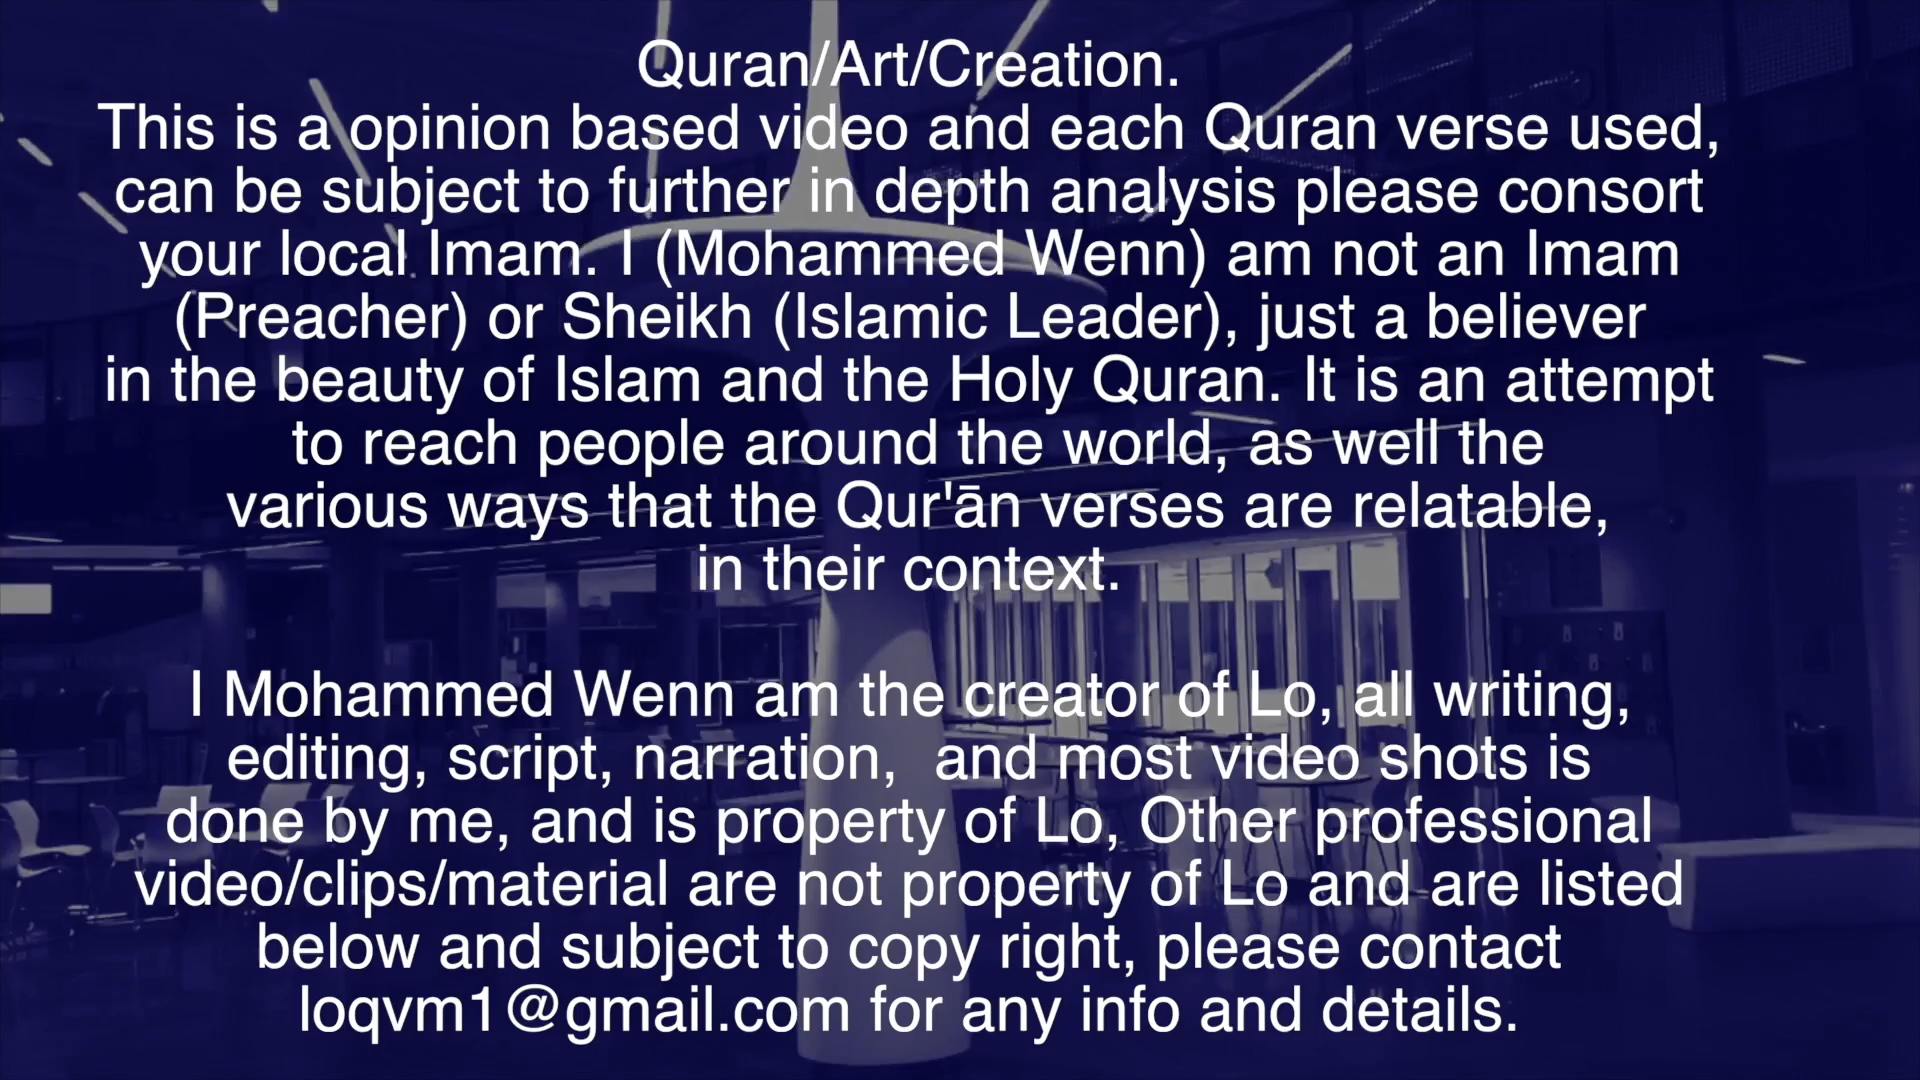 Quran/Art/Creation.
This is a opinion based video and each Quran verse used,
can be subject to further in depth analysis please consort
your local Imam. I (Mohammed Wenn) am not an Imam
(Preacher) or Sheikh (Islamic Leader), just a believer
in the beauty of Islam and the Holy Quran. It is an attempt
to reach people around the world, as well the
various ways that the Qur'ān verses are relatable,
in their context.
I Mohammed Wenn am the creator of Lo, all writing,
editing, script, narration,  and most video shots is
done by me, and is property of Lo, Other professional
video/clips/material are not property of Lo and are listed
below and subject to copy right, please contact
loqvm1@gmail.com for any info and details.